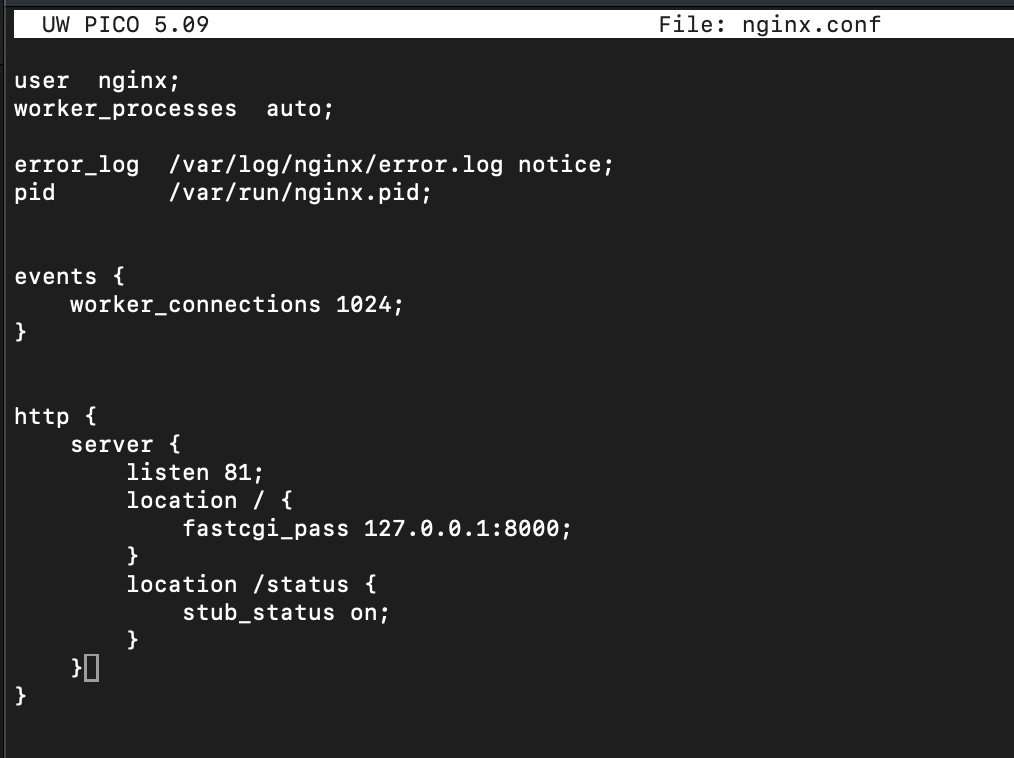 UW PICO 5.09 File: nginx.conf
user  nginx;
worker_processes  auto;
error_log  /var/log/nginx/error.log notice;
pid        /var/run/nginx.pid;
events {
    worker_connections 1024;
}
http {
    server {
        listen 81;
        location / {
            fastcgi_pass 127.0.0.1:8000;
        }
        location /status {
            stub_status on;
        }
    }
}